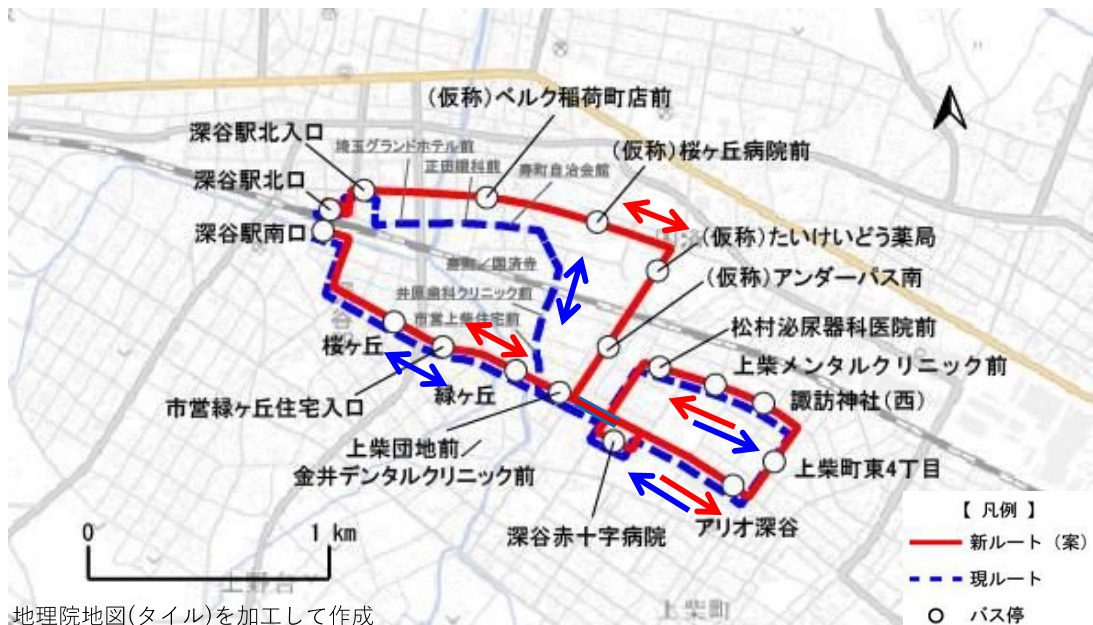 (仮称)ベルク稲荷町店前
深谷駅北入口
埼玉グランドホテル前
正田眼科前
寿町自治会館
(仮称)桜ヶ丘病院前
深谷駅北口
深谷駅南口
(仮称)たいけいどう薬局
寿町／国済寺
(仮称)アンダーパス南
井原歯科クリニック前
市営上柴住宅前
松村泌尿器科医院前
桜ヶ丘
上柴メンタルクリニック前
緑ヶ丘
諏訪神社(西)
市営緑ヶ丘住宅入口
上柴団地前／
金井デンタルクリニック前
上柴町東4丁目
アリオ深谷
深谷赤十字病院
0
1 km
【 凡例 】
新ルート（案）
現ルート
バス停
上野台
上柴町
地理院地図(タイル)を加工して作成